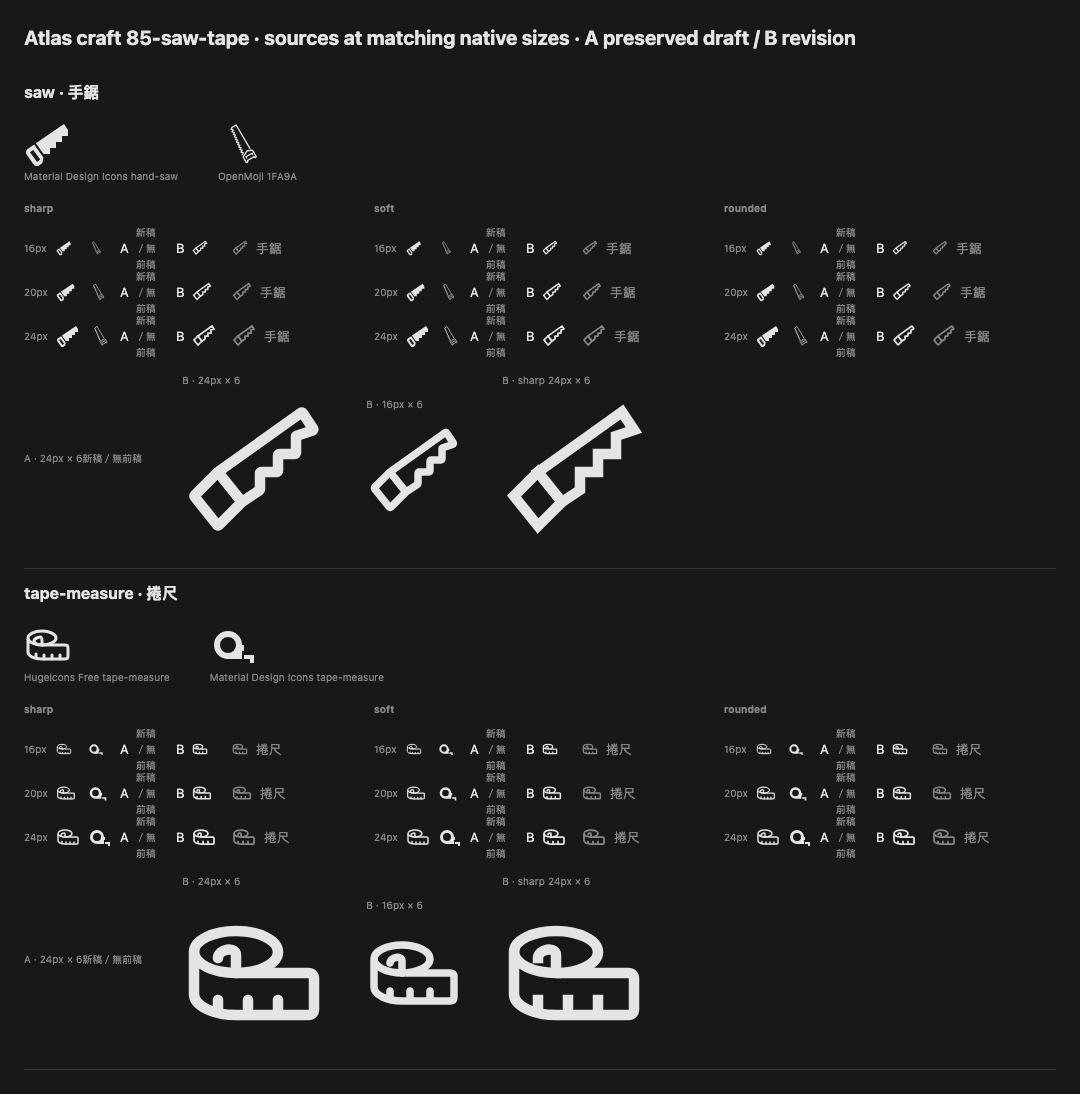 Atlas craft 85-saw-tape · sources at matching native sizes · A preserved draft / B revision
saw · 手鋸
Material Design Icons hand-saw
OpenMoji 1FA9A
sharp
16px A 新稿 / 無前稿 B 手鋸
20px A 新稿 / 無前稿 B 手鋸
24px A 新稿 / 無前稿 B 手鋸
soft
16px A 新稿 / 無前稿 B 手鋸
20px A 新稿 / 無前稿 B 手鋸
24px A 新稿 / 無前稿 B 手鋸
rounded
16px A 新稿 / 無前稿 B 手鋸
20px A 新稿 / 無前稿 B 手鋸
24px A 新稿 / 無前稿 B 手鋸
A · 24px × 6新稿 / 無前稿
B · 24px × 6
B · 16px × 6
B · sharp 24px × 6
tape-measure · 捲尺
Hugeicons Free tape-measure
Material Design Icons tape-measure
sharp
16px A 新稿 / 無前稿 B 捲尺
20px A 新稿 / 無前稿 B 捲尺
24px A 新稿 / 無前稿 B 捲尺
soft
16px A 新稿 / 無前稿 B 捲尺
20px A 新稿 / 無前稿 B 捲尺
24px A 新稿 / 無前稿 B 捲尺
rounded
16px A 新稿 / 無前稿 B 捲尺
20px A 新稿 / 無前稿 B 捲尺
24px A 新稿 / 無前稿 B 捲尺
A · 24px × 6新稿 / 無前稿
B · 24px × 6
B · 16px × 6
B · sharp 24px × 6